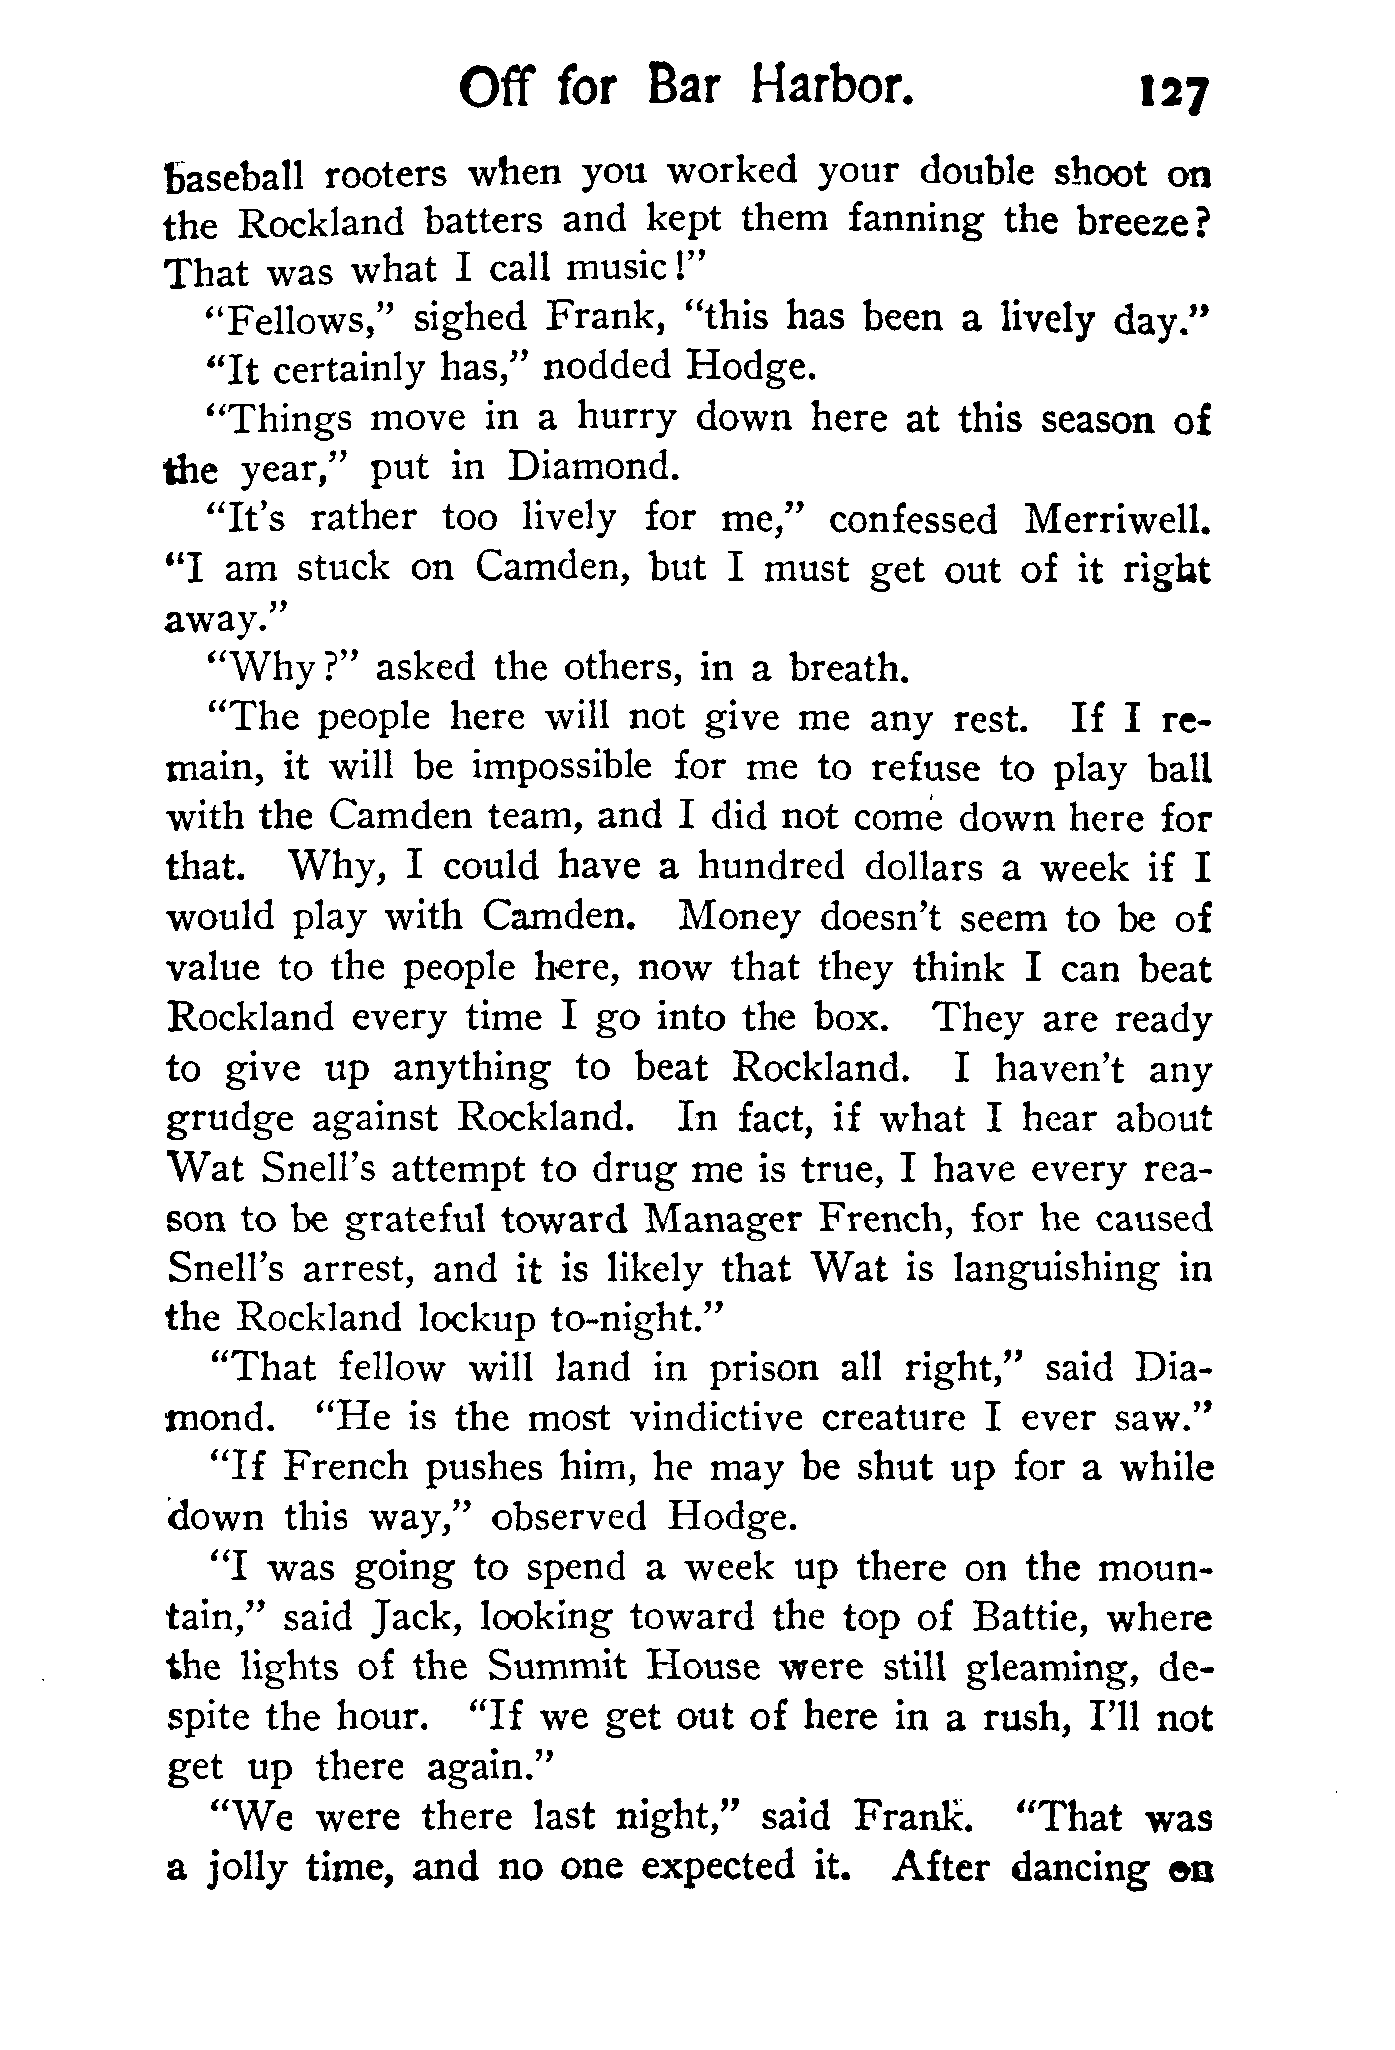 Off for Bar Harbor. 127
baseball rooters when you worked your double shoot on
the Rockland batters and kept them fanning the breeze?
That was what I call music!”
“Fellows,” sighed Frank, “this has been a lively day.”
“It certainly has,” nodded Hodge.
“Things move in a hurry down here at this season of
the year,” put in Diamond.
“It’s rather too lively for me,” confessed Merriwell.
“I am stuck on Camden, but I must get out of it right
away.”
“Why?” asked the others, in a breath.
“The people here will not give me any rest. If I re-
main, it will be impossible for me to refuse to play ball
with the Camden team, and I did not come down here for
that. Why, I could have a hundred dollars a week if I
would play with Camden. Money doesn’t seem to be of
value to the people here, now that they think I can beat
Rockland every time I go into the box. They are ready
to give up anything to beat Rockland. I haven’t any
grudge against Rockland. In fact, if what I hear about
Wat Snell’s attempt to drug me is true, I have every rea-
son to be grateful toward Manager French, for he caused
Snell’s arrest, and it is likely that Wat is languishing in
the Rockland lockup to-night.”
“That fellow will land in prison all right,” said Dia-
mond. “He is the most vindictive creature I ever saw.”
“If French pushes him, he may be shut up for a while
down this way,” observed Hodge.
“I was going to spend a week up there on the moun-
tain,” said Jack, looking toward the top of Battie, where
the lights of the Summit House were still gleaming, de-
spite the hour. “If we get out of here in a rush, I’ll not
get up there again.”
“We were there last night,” said Frank. “That was
a jolly time, and no one expected it. After dancing on